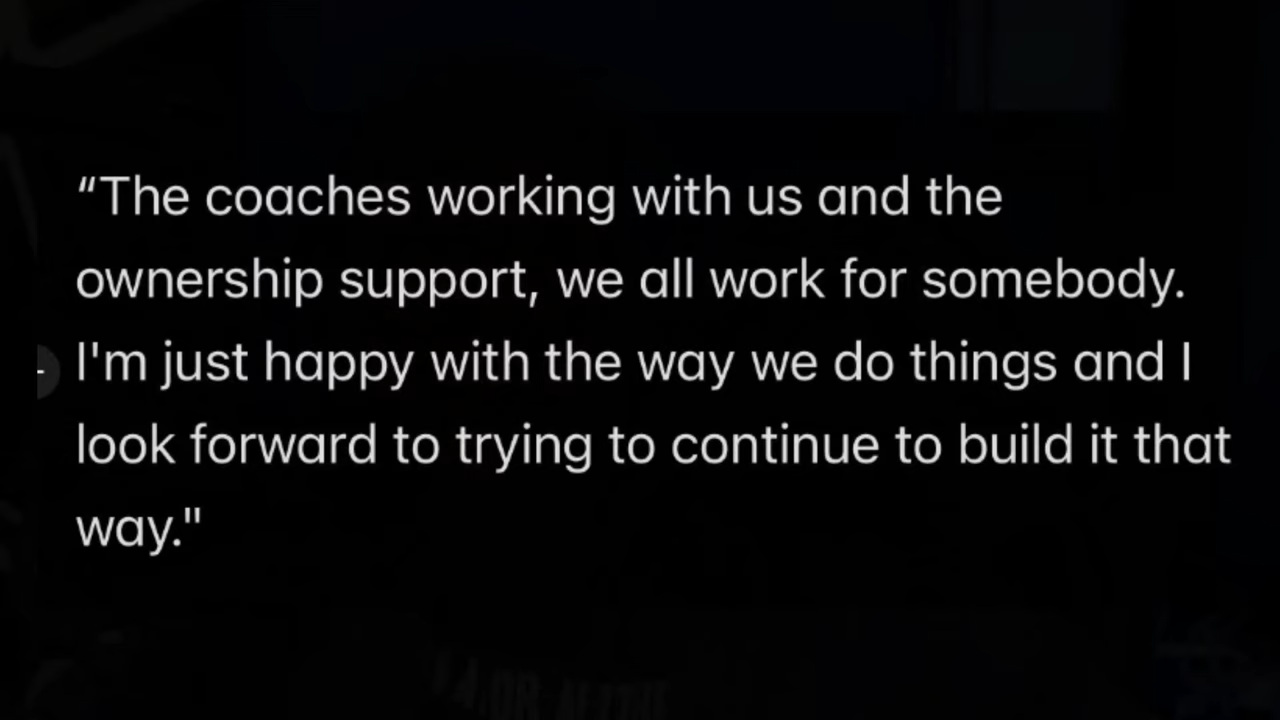 “The coaches working with us and the
ownership support, we all work for somebody.
I'm just happy with the way we do things and I
look forward to trying to continue to build it that
way."